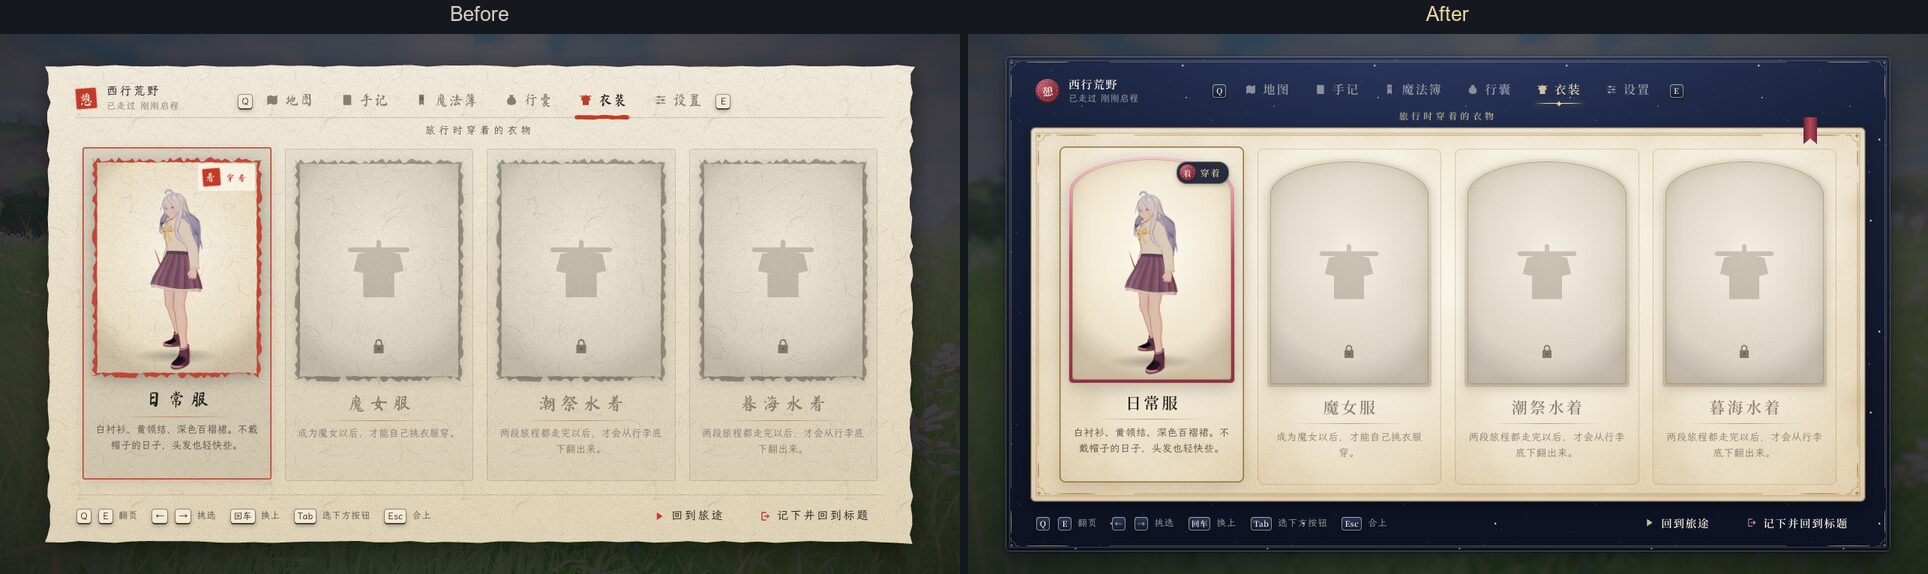 Before
憩
西行荒野
已走过 刚刚启程
Q 地图 手记 魔法簿 行囊 衣装 设置 E
旅行时穿着的衣物
着 穿着
日常服
白衬衫、黄领结、深色百褶裙。不戴
帽子的日子，头发也轻快些。
魔女服
成为魔女以后，才能自己挑衣服穿。
潮祭水着
两段旅程都走完以后，才会从行李底
下翻出来。
暮海水着
两段旅程都走完以后，才会从行李底
下翻出来。
Q E 翻页 ← → 挑选 回车 换上 Tab 选下方按钮 Esc 合上
回到旅途 记下并回到标题
After
憩
西行荒野
已走过 刚刚启程
Q 地图 手记 魔法簿 行囊 衣装 设置 E
旅行时穿着的衣物
着 穿着
日常服
白衬衫、黄领结、深色百褶裙。不
戴帽子的日子，头发也轻快些。
魔女服
成为魔女以后，才能自己挑衣服
穿。
潮祭水着
两段旅程都走完以后，才会从行李
底下翻出来。
暮海水着
两段旅程都走完以后，才会从行李
底下翻出来。
Q E 翻页 ← → 挑选 回车 换上 Tab 选下方按钮 Esc 合上
回到旅途 记下并回到标题